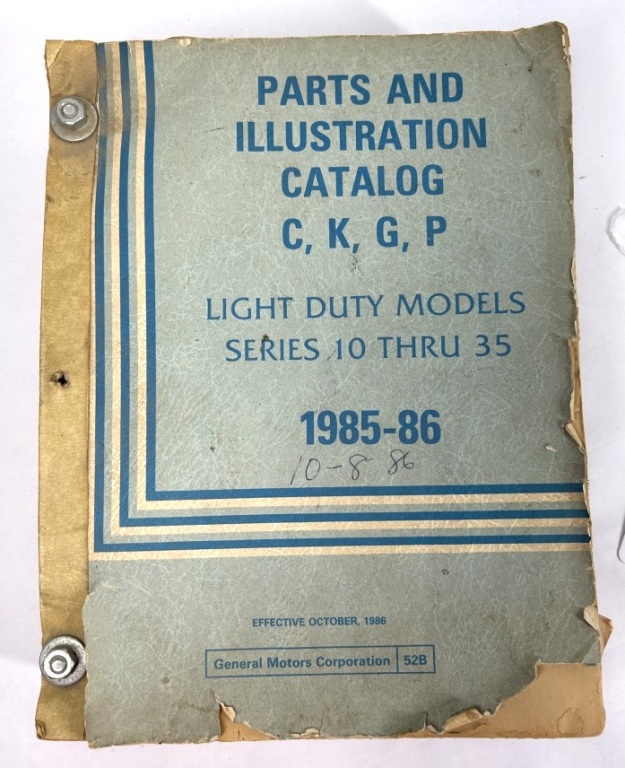 PARTS AND
ILLUSTRATION
CATALOG
C, K, G, P
LIGHT DUTY MODELS
SERIES 10 THRU 35
1985-86
10-8 86
EFFECTIVE OCTOBER, 1986
General Motors Corporation 52B